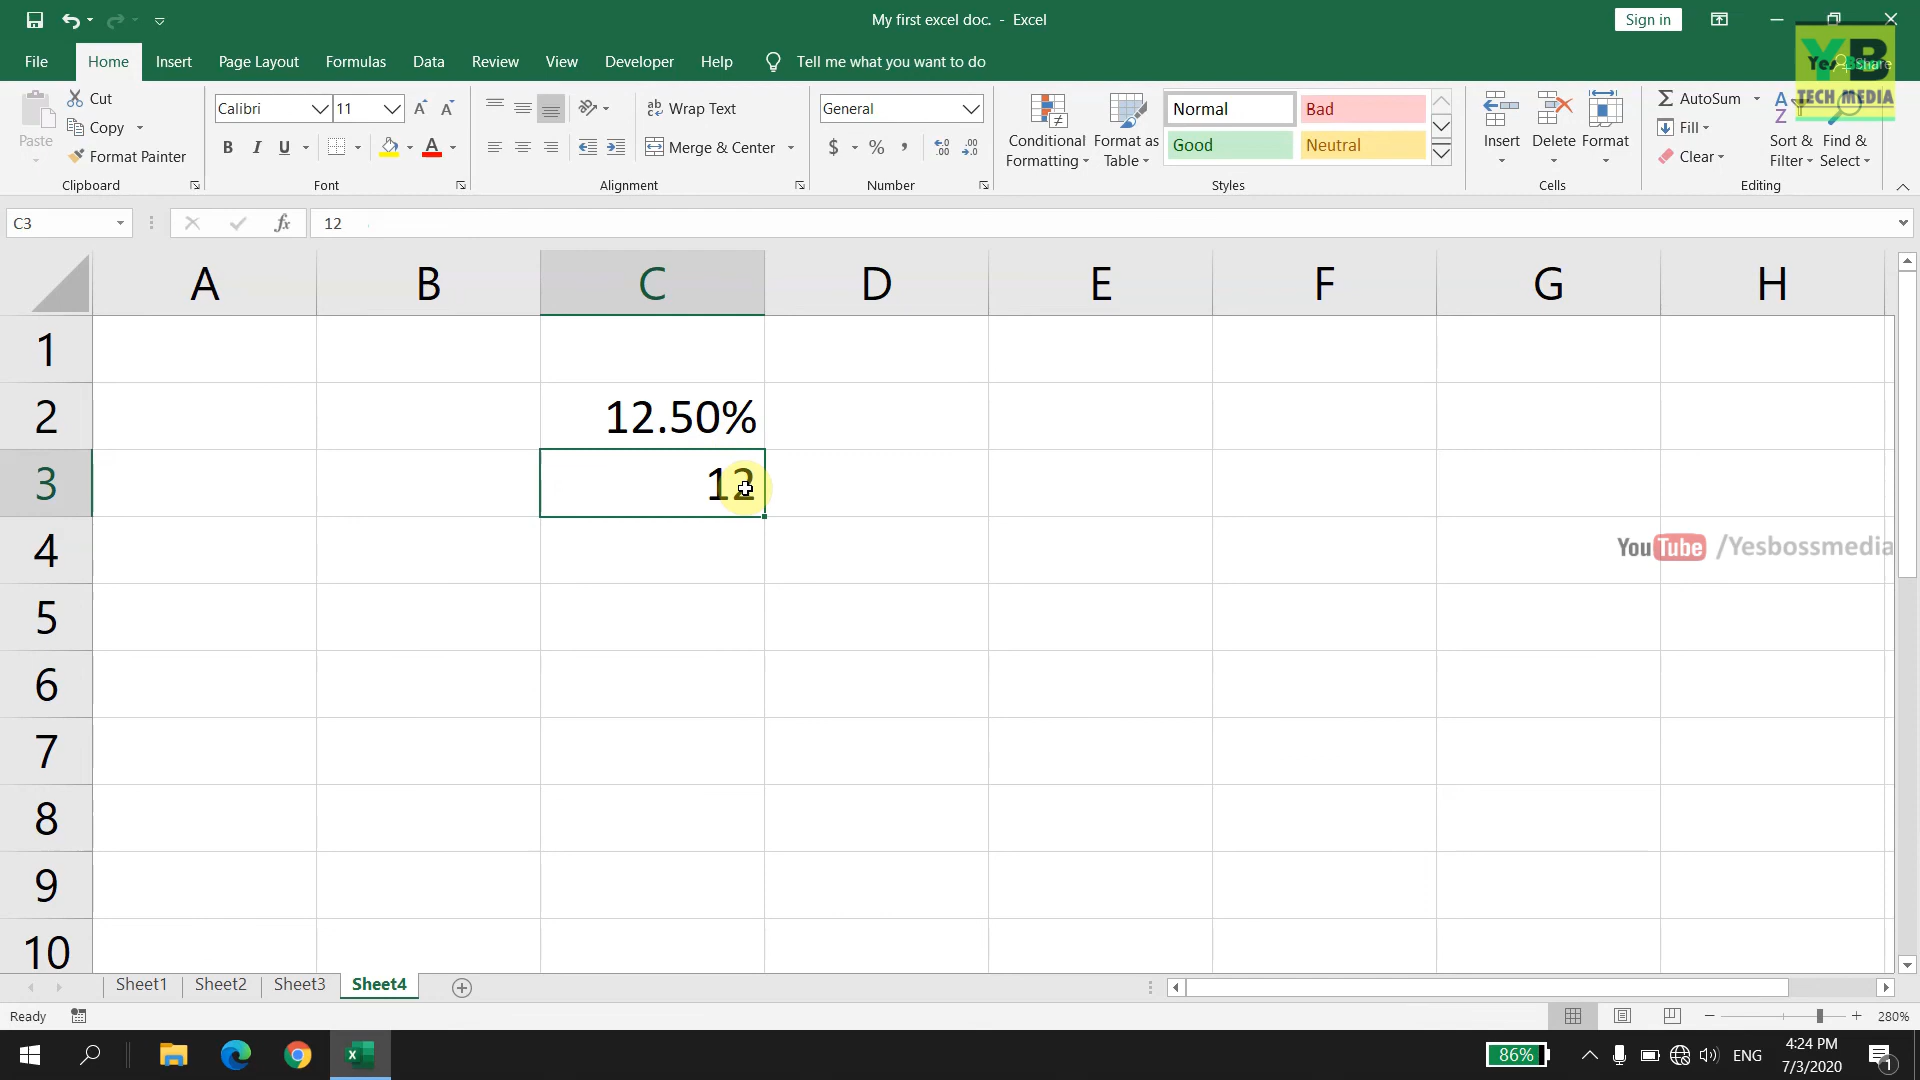 My first excel doc. - Excel
Sign in
File Home Insert Page Layout Formulas Data Review View Developer Help Tell me what you want to do
Share
YB
Yes
TECH MEDIA
Paste
Cut
Copy
Format Painter
Clipboard
Calibri 11
B I U A
Font
Wrap Text
Merge & Center
Alignment
General
$ % ,
Number
Conditional Formatting
Format as Table
Normal Bad
Good Neutral
Styles
Insert Delete Format
Cells
AutoSum
Fill
Clear
Sort & Filter
Find & Select
Editing
C3 fx 12
A B C D E F G H
1
2 12.50%
3 12
4
YouTube /Yesbossmedia
5
6
7
8
9
10
Sheet1 Sheet2 Sheet3 Sheet4
Ready 280%
86% ENG 4:24 PM
7/3/2020
1